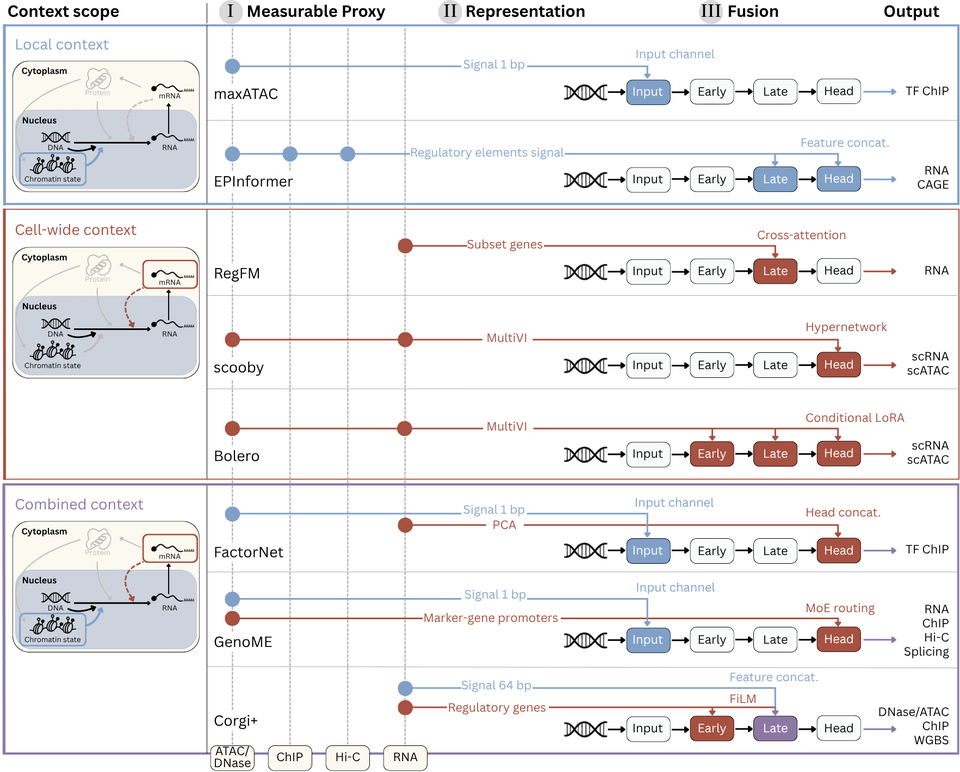 Context scope
I Measurable Proxy
II Representation
III Fusion
Output
Local context
Cytoplasm
Protein
mRNA
AAAAA
Nucleus
DNA
RNA
AAAAA
Chromatin state
maxATAC
Signal 1 bp
Input channel
Input
Early
Late
Head
TF ChIP
EPInformer
Regulatory elements signal
Feature concat.
Input
Early
Late
Head
RNA
CAGE
Cell-wide context
Cytoplasm
Protein
mRNA
AAAAA
Nucleus
DNA
RNA
AAAAA
Chromatin state
RegFM
Subset genes
Cross-attention
Input
Early
Late
Head
RNA
scooby
MultiVI
Hypernetwork
Input
Early
Late
Head
scRNA
scATAC
Bolero
MultiVI
Conditional LoRA
Input
Early
Late
Head
scRNA
scATAC
Combined context
Cytoplasm
Protein
mRNA
AAAAA
Nucleus
DNA
RNA
AAAAA
Chromatin state
FactorNet
Signal 1 bp
PCA
Input channel
Head concat.
Input
Early
Late
Head
TF ChIP
GenoME
Signal 1 bp
Marker-gene promoters
Input channel
MoE routing
Input
Early
Late
Head
RNA
ChIP
Hi-C
Splicing
Corgi+
Signal 64 bp
Regulatory genes
Feature concat.
FiLM
Input
Early
Late
Head
DNase/ATAC
ChIP
WGBS
ATAC/
DNase
ChIP
Hi-C
RNA